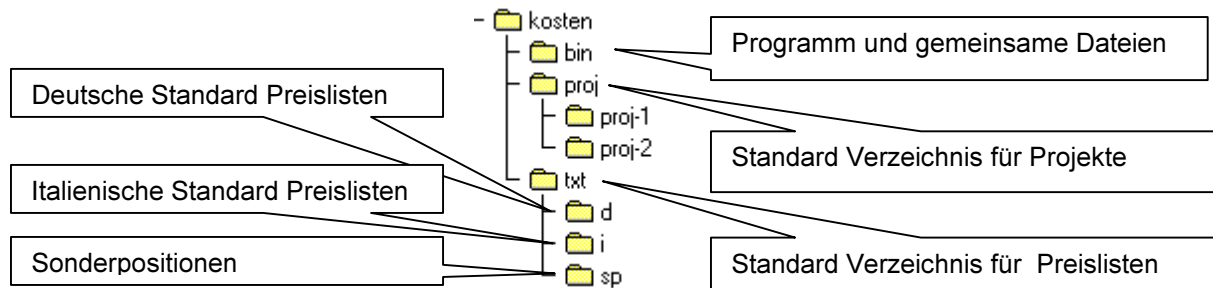 kosten
bin
Programm und gemeinsame Dateien
proj
Deutsche Standard Preislisten
proj-1
proj-2
Standard Verzeichnis für Projekte
txt
Italienische Standard Preislisten
d
i
Sonderpositionen
Standard Verzeichnis für Preislisten
sp